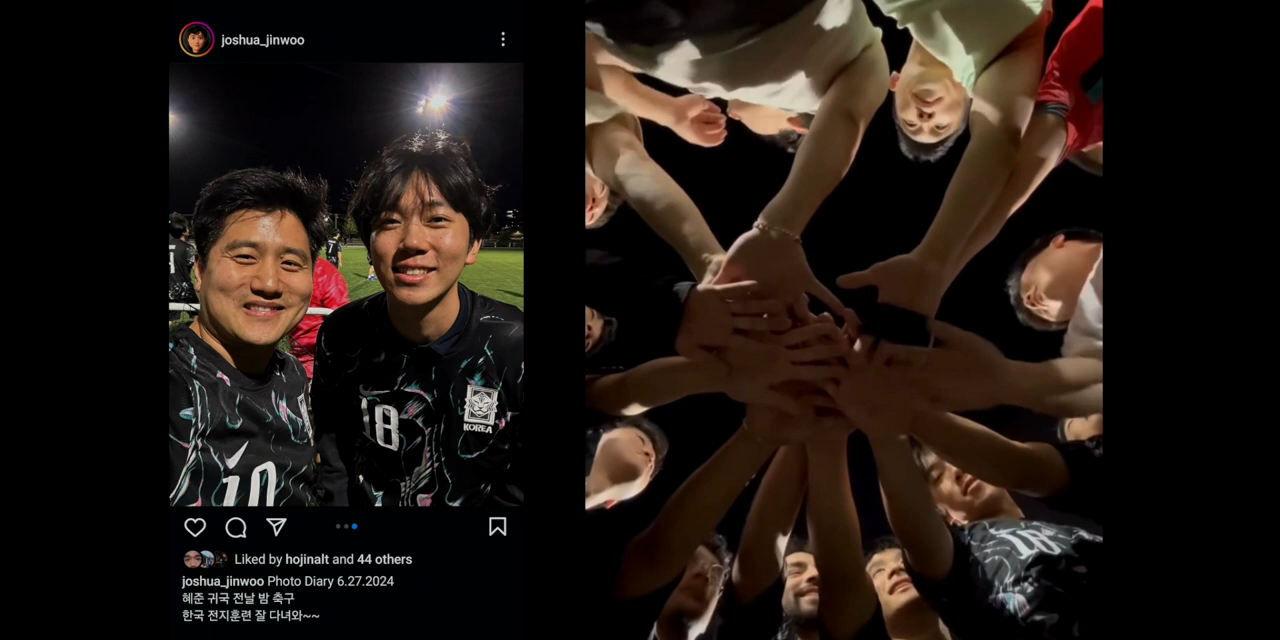 joshua_jinwoo
18
KOREA
10
Liked by hojinalt and 44 others
joshua_jinwoo Photo Diary 6.27.2024
혜준 귀국 전날 밤 축구
한국 전지훈련 잘 다녀와~~
18